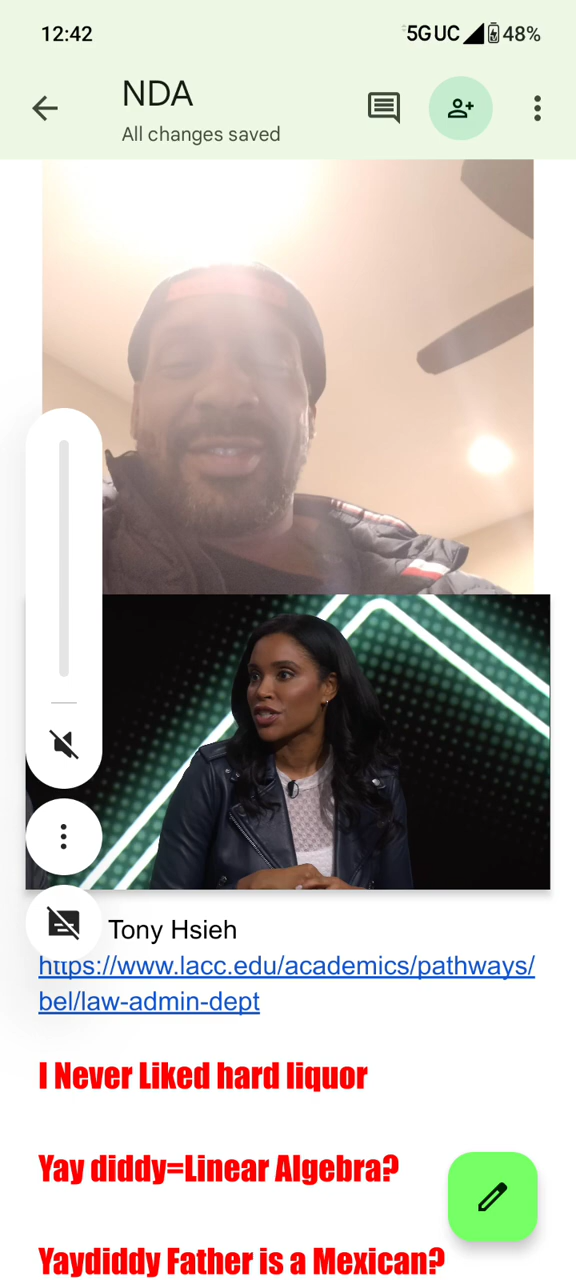 12:42 5G UC 48%
NDA
All changes saved
Tony Hsieh
https://www.lacc.edu/academics/pathways/
bel/law-admin-dept
I Never Liked hard liquor
Yay diddy=Linear Algebra?
Yaydiddy Father is a Mexican?